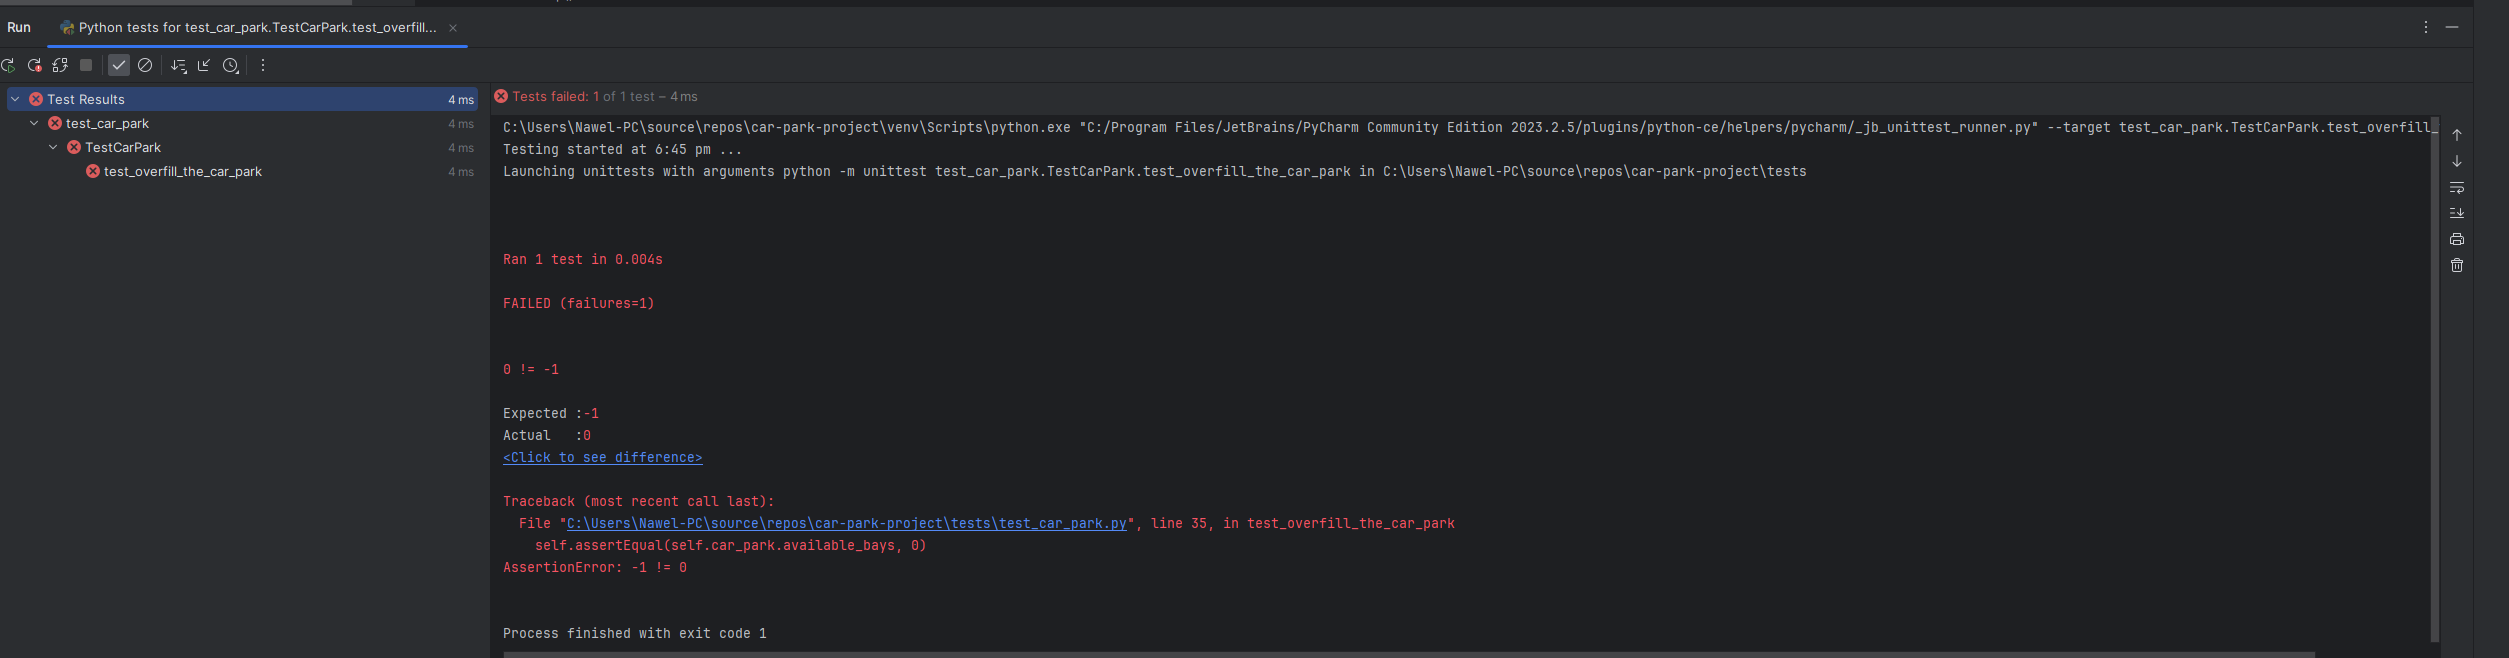 Run
Python tests for test_car_park.TestCarPark.test_overfill...
Test Results 4 ms
test_car_park 4 ms
TestCarPark 4 ms
test_overfill_the_car_park 4 ms
Tests failed: 1 of 1 test – 4 ms
C:\Users\Nawel-PC\source\repos\car-park-project\venv\Scripts\python.exe "C:/Program Files/JetBrains/PyCharm Community Edition 2023.2.5/plugins/python-ce/helpers/pycharm/_jb_unittest_runner.py" --target test_car_park.TestCarPark.test_overfill_
Testing started at 6:45 pm ...
Launching unittests with arguments python -m unittest test_car_park.TestCarPark.test_overfill_the_car_park in C:\Users\Nawel-PC\source\repos\car-park-project\tests
Ran 1 test in 0.004s
FAILED (failures=1)
0 != -1
Expected :-1
Actual   :0
<Click to see difference>
Traceback (most recent call last):
  File "C:\Users\Nawel-PC\source\repos\car-park-project\tests\test_car_park.py", line 35, in test_overfill_the_car_park
    self.assertEqual(self.car_park.available_bays, 0)
AssertionError: -1 != 0
Process finished with exit code 1